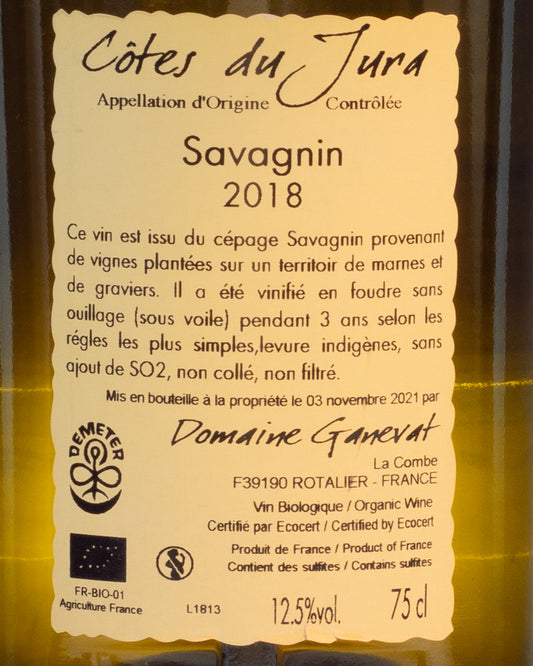 Côtes du Jura
Appellation d'Origine Contrôlée
Savagnin
2018
Ce vin est issu du cépage Savagnin provenant
de vignes plantées sur un territoir de marnes et
de graviers. Il a été vinifié en foudre sans
ouillage (sous voile) pendant 3 ans selon les
régles les plus simples,levure indigènes, sans
ajout de SO2, non collé, non filtré.
Mis en bouteille à la propriété le 03 novembre 2021 par
DEMETER
Domaine Ganevat
La Combe
F39190 ROTALIER - FRANCE
Vin Biologique / Organic Wine
Certifié par Ecocert / Certified by Ecocert
Produit de France / Product of France
Contient des sulfites / Contains sulfites
FR-BIO-01
Agriculture France
L1813
12.5%vol.
75 cl